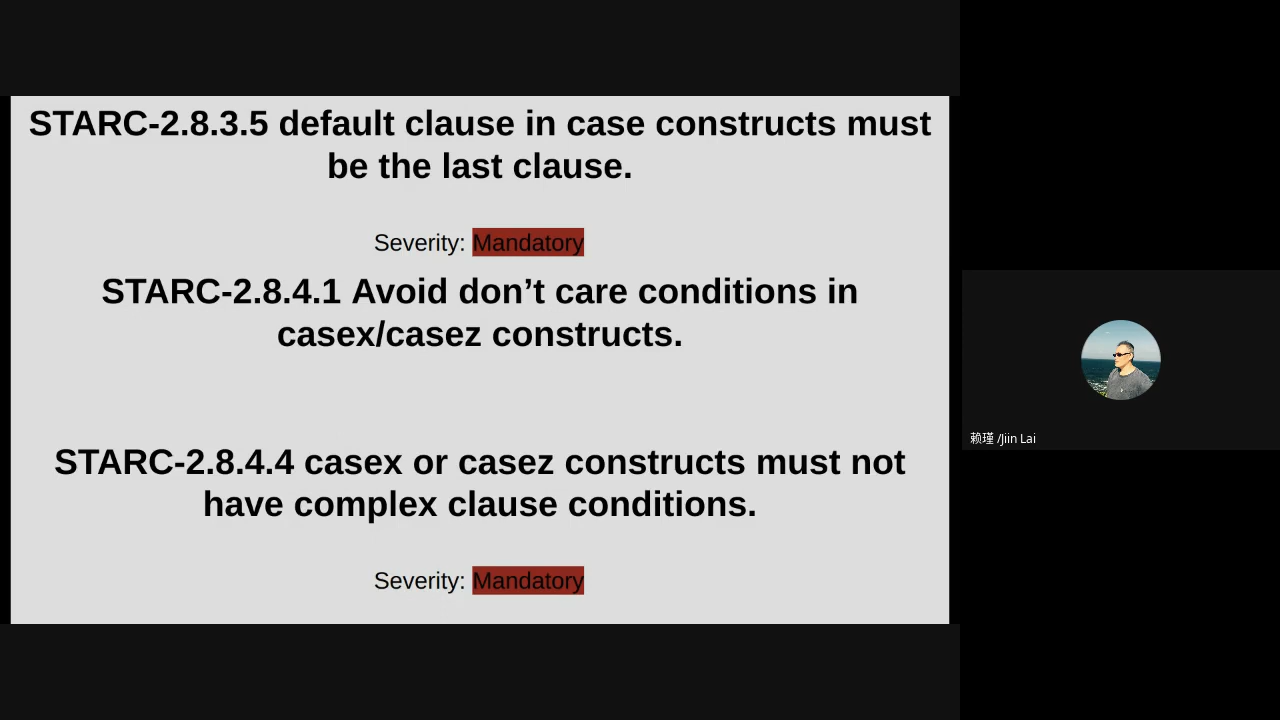 STARC-2.8.3.5 default clause in case constructs must
be the last clause.
Severity: Mandatory
STARC-2.8.4.1 Avoid don’t care conditions in
casex/casez constructs.
STARC-2.8.4.4 casex or casez constructs must not
have complex clause conditions.
Severity: Mandatory
赖瑾 /Jiin Lai